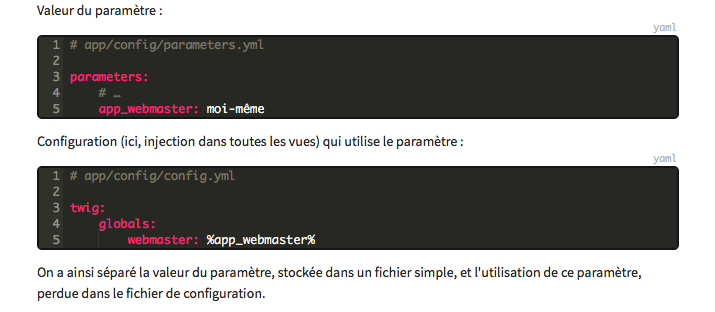 Valeur du paramètre :
yaml
1 # app/config/parameters.yml
2
3 parameters:
4     # …
5     app_webmaster: moi-même
Configuration (ici, injection dans toutes les vues) qui utilise le paramètre :
yaml
1 # app/config/config.yml
2
3 twig:
4     globals:
5         webmaster: %app_webmaster%
On a ainsi séparé la valeur du paramètre, stockée dans un fichier simple, et l'utilisation de ce paramètre,
perdue dans le fichier de configuration.